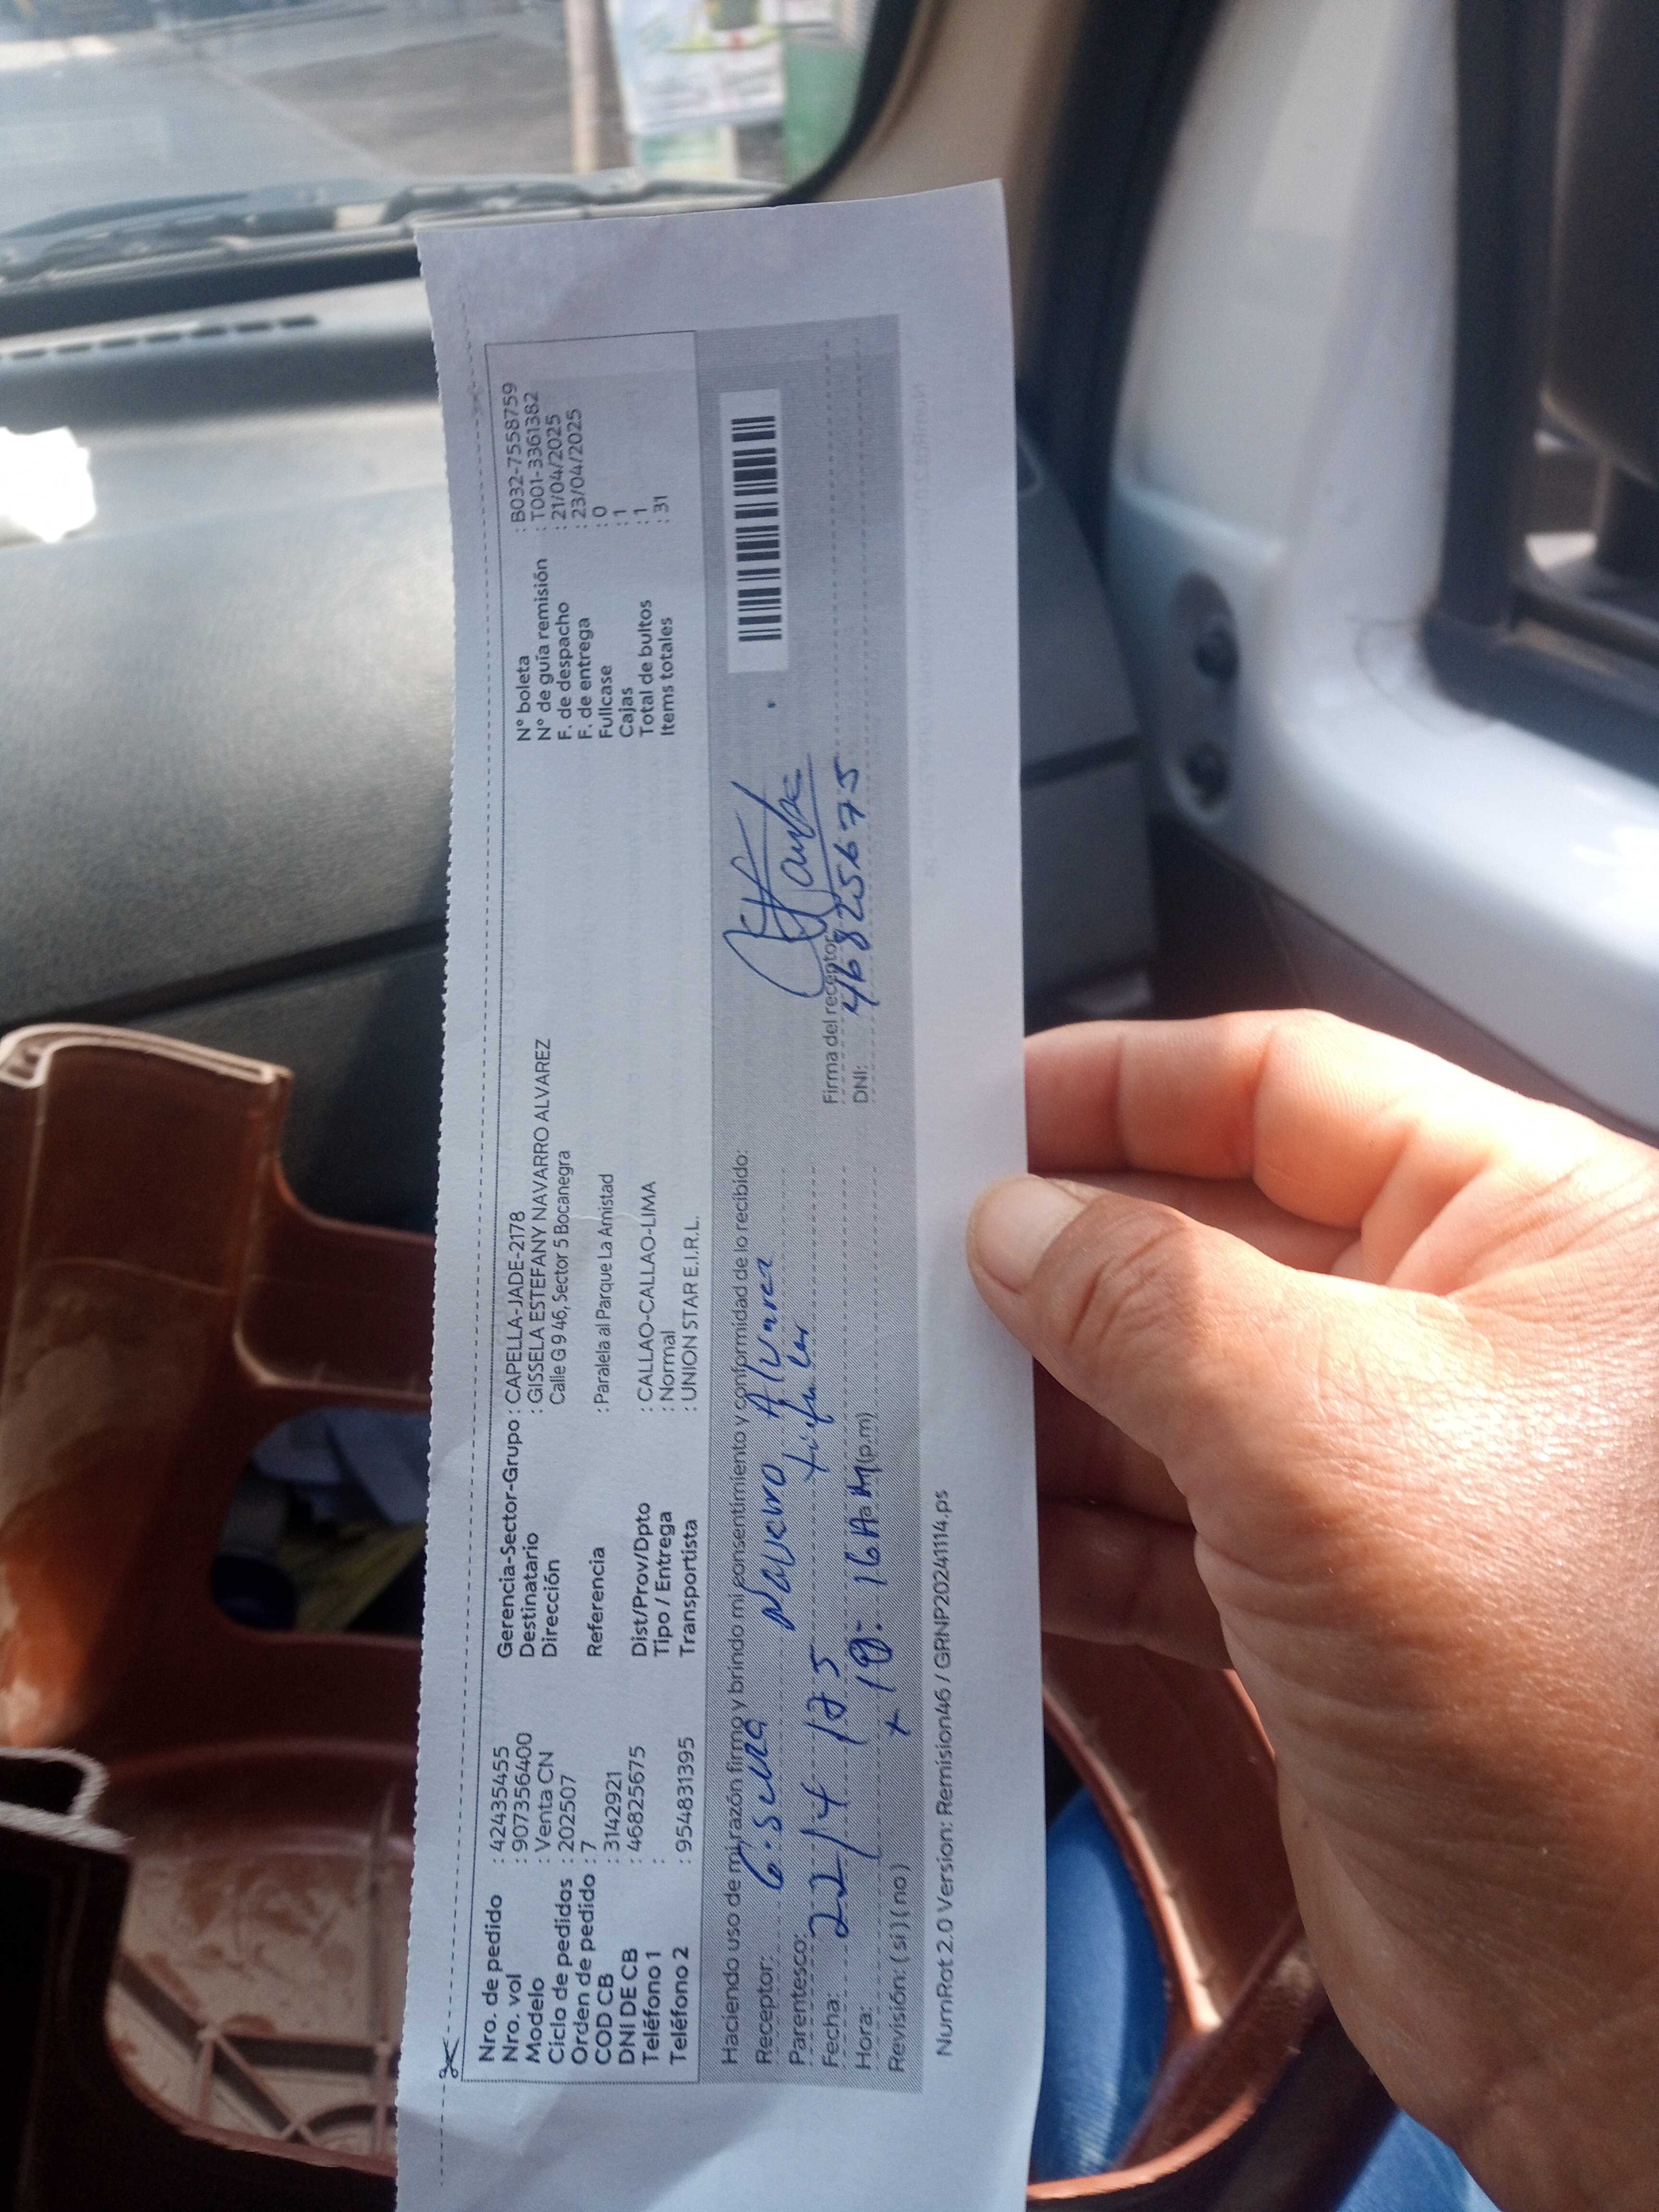 Nro. de pedido : 42435455
Nro. vol : 907356400
Modelo : Venta CN
Ciclo de pedidos : 202507
Orden de pedido : 7
COD CB : 3142921
DNI DE CB : 46825675
Teléfono 1 :
Teléfono 2 : 954831395
Gerencia-Sector-Grupo : CAPELLA-JADE-2178
Destinatario : GISSELA ESTEFANY NAVARRO ALVAREZ
Dirección Calle G 9 46, Sector 5 Bocanegra
Referencia : Paralela al Parque La Amistad
Dist/Prov/Dpto : CALLAO-CALLAO-LIMA
Tipo / Entrega : Normal
Transportista : UNION STAR E.I.R.L.
N° boleta : B032-7558759
N° de guía remisión : T001-3361382
F. de despacho : 21/04/2025
F. de entrega : 23/04/2025
Fullcase : 0
Cajas : 1
Total de bultos : 1
Items totales : 31
Haciendo uso de mi razón firmo y brindo mi consentimiento y conformidad de lo recibido:
Receptor: Navarro Alvarez
Parentesco: titular
Fecha: 22/4/25
Hora: (p.m)
Revisión: ( si ) ( no )
Firma del receptor
DNI: 46825675
NumRot 2.0 Version: Remision46 / GRNP20241114.ps